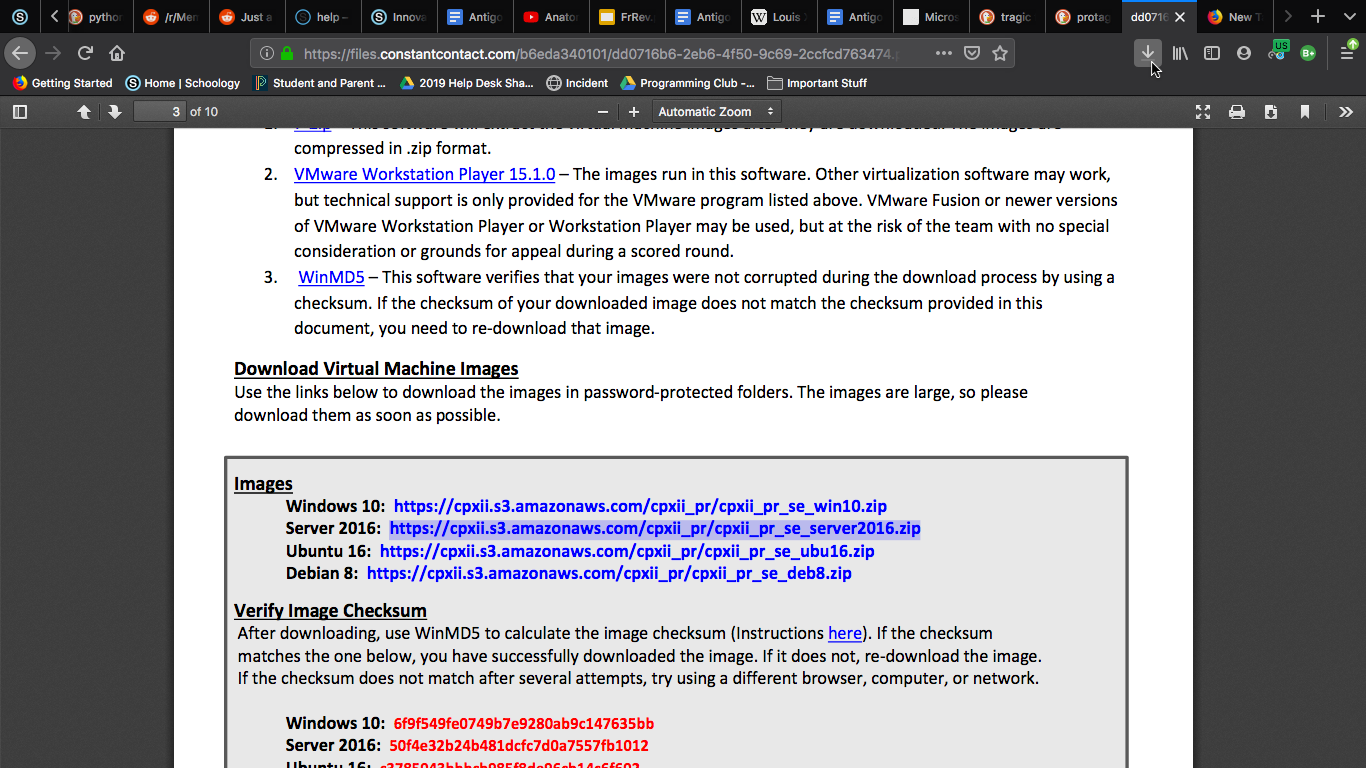 python
/r/Men
Just a
help –
Innova
Antigo
Anator
FrRev.
Antigo
Louis
Antigo
Micros
tragic
protag
dd0716
New T
https://files.constantcontact.com/b6eda340101/dd0716b6-2eb6-4f50-9c69-2ccfcd763474.
US
B+
Getting Started
Home | Schoology
Student and Parent ...
2019 Help Desk Sha...
Incident
Programming Club –...
Important Stuff
3 of 10
Automatic Zoom
compressed in .zip format.
2. VMware Workstation Player 15.1.0 – The images run in this software. Other virtualization software may work,
but technical support is only provided for the VMware program listed above. VMware Fusion or newer versions
of VMware Workstation Player or Workstation Player may be used, but at the risk of the team with no special
consideration or grounds for appeal during a scored round.
3. WinMD5 – This software verifies that your images were not corrupted during the download process by using a
checksum. If the checksum of your downloaded image does not match the checksum provided in this
document, you need to re-download that image.
Download Virtual Machine Images
Use the links below to download the images in password-protected folders. The images are large, so please
download them as soon as possible.
Images
Windows 10: https://cpxii.s3.amazonaws.com/cpxii_pr/cpxii_pr_se_win10.zip
Server 2016: https://cpxii.s3.amazonaws.com/cpxii_pr/cpxii_pr_se_server2016.zip
Ubuntu 16: https://cpxii.s3.amazonaws.com/cpxii_pr/cpxii_pr_se_ubu16.zip
Debian 8: https://cpxii.s3.amazonaws.com/cpxii_pr/cpxii_pr_se_deb8.zip
Verify Image Checksum
After downloading, use WinMD5 to calculate the image checksum (Instructions here). If the checksum
matches the one below, you have successfully downloaded the image. If it does not, re-download the image.
If the checksum does not match after several attempts, try using a different browser, computer, or network.
Windows 10: 6f9f549fe0749b7e9280ab9c147635bb
Server 2016: 50f4e32b24b481dcfc7d0a7557fb1012
Ubuntu 16: